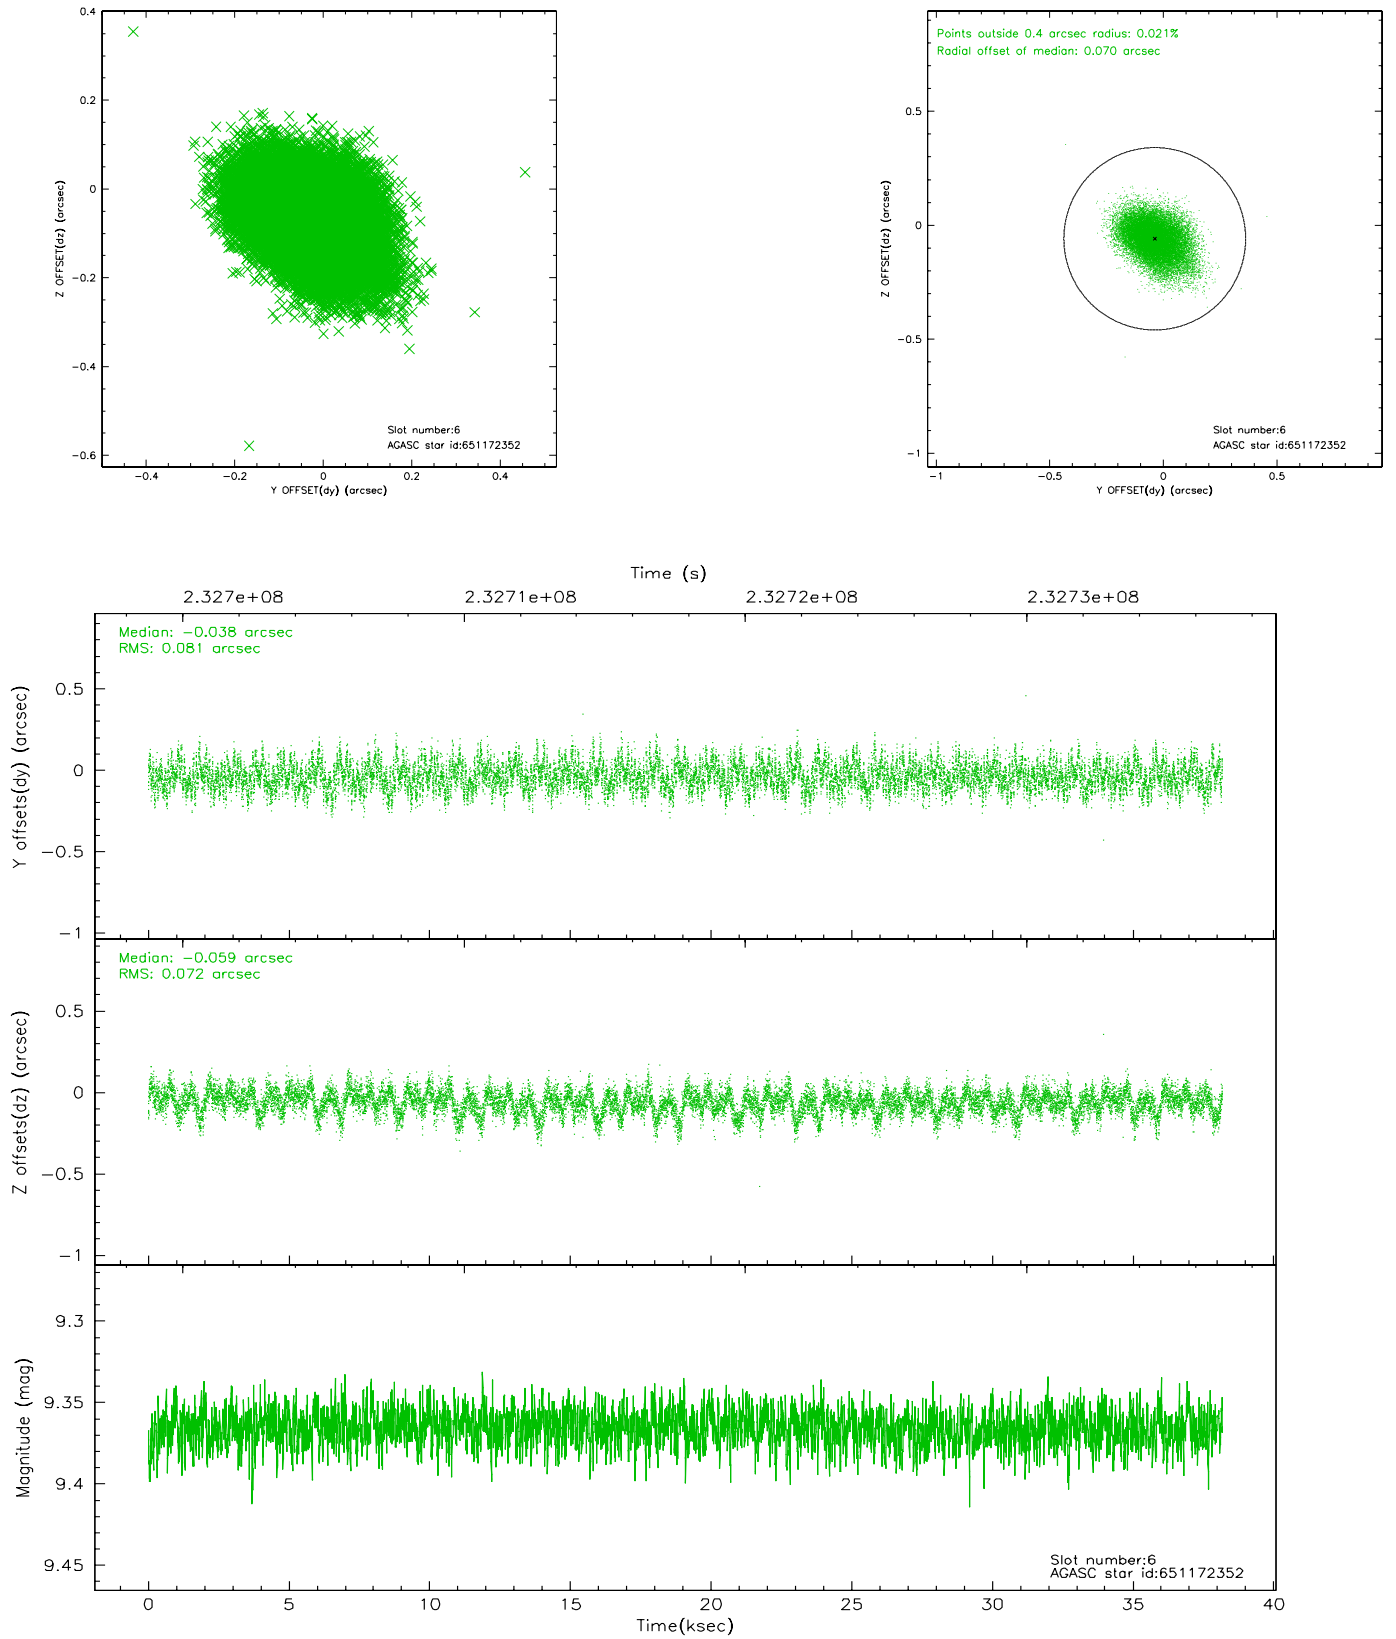 0.4
0.2
0
−0.2
−0.4
−0.6
Z OFFSET(dz) (arcsec)
−0.4
−0.2
0
0.2
0.4
Y OFFSET(dy) (arcsec)
Slot number:6
AGASC star id:651172352
Points outside 0.4 arcsec radius: 0.021%
Radial offset of median: 0.070 arcsec
0.5
0
−0.5
−1
Z OFFSET(dz) (arcsec)
−1
−0.5
0
0.5
Y OFFSET(dy) (arcsec)
Slot number:6
AGASC star id:651172352
Time (s)
2.327e+08
2.3271e+08
2.3272e+08
2.3273e+08
Median: −0.038 arcsec
RMS: 0.081 arcsec
0.5
0
−0.5
−1
Y offsets(dy) (arcsec)
Median: −0.059 arcsec
RMS: 0.072 arcsec
0.5
0
−0.5
−1
Z offsets(dz) (arcsec)
9.3
9.35
9.4
9.45
Magnitude (mag)
Slot number:6
AGASC star id:651172352
0
5
10
15
20
25
30
35
40
Time(ksec)